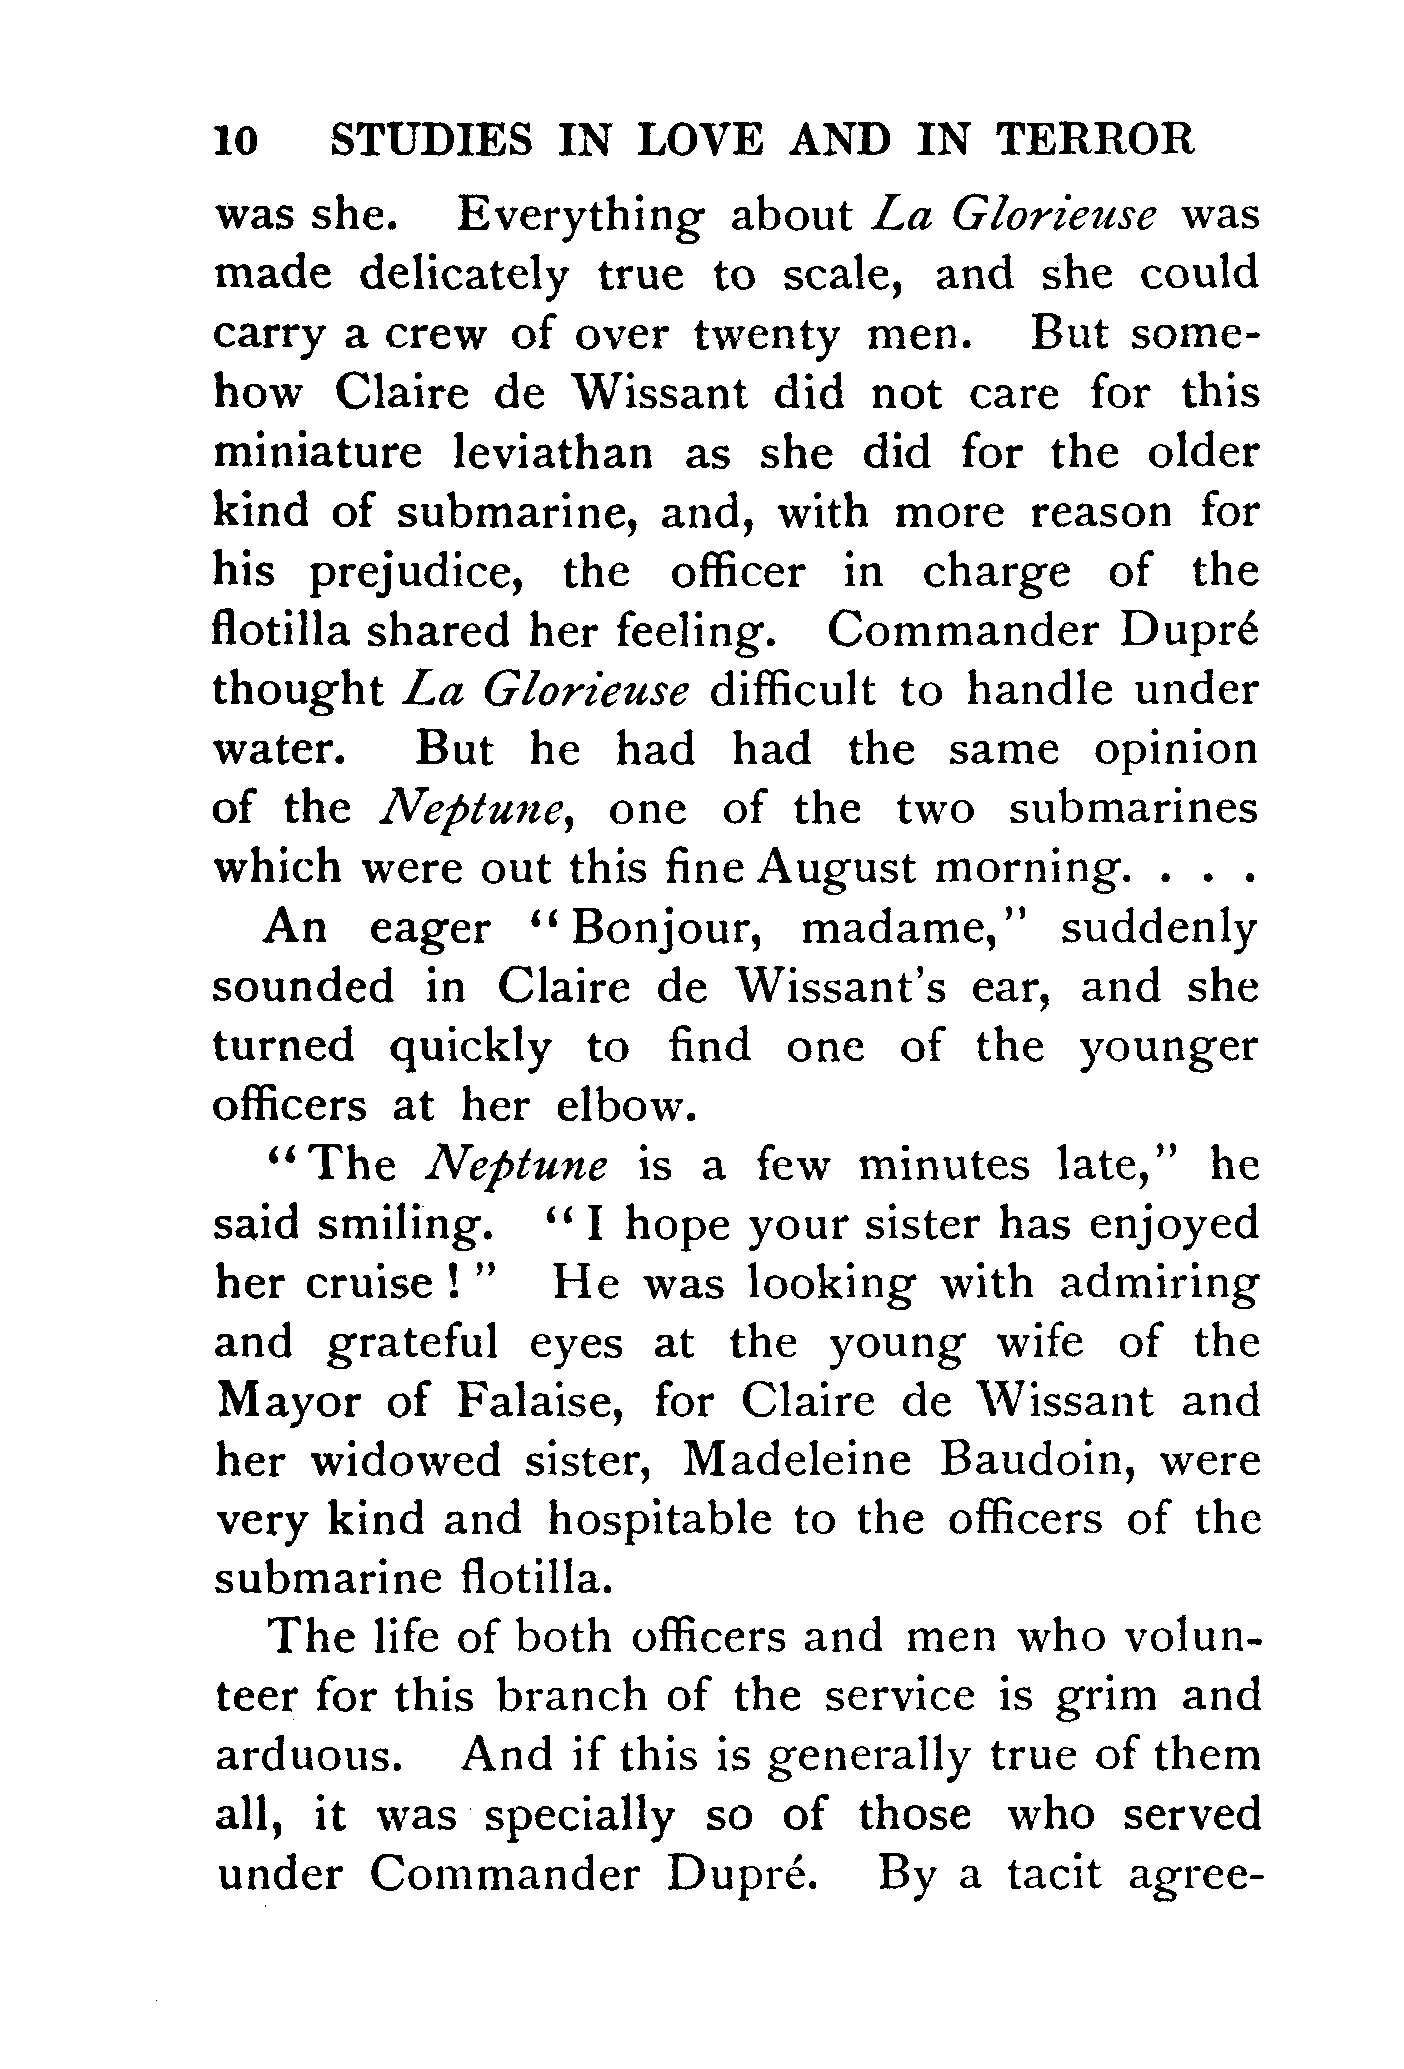 10 STUDIES IN LOVE AND IN TERROR
was she. Everything about La Glorieuse was
made delicately true to scale, and she could
carry a crew of over twenty men. But some-
how Claire de Wissant did not care for this
miniature leviathan as she did for the older
kind of submarine, and, with more reason for
his prejudice, the officer in charge of the
flotilla shared her feeling. Commander Dupré
thought La Glorieuse difficult to handle under
water. But he had had the same opinion
of the Neptune, one of the two submarines
which were out this fine August morning. . . .
An eager “Bonjour, madame,” suddenly
sounded in Claire de Wissant’s ear, and she
turned quickly to find one of the younger
officers at her elbow.
“The Neptune is a few minutes late,” he
said smiling. “I hope your sister has enjoyed
her cruise!” He was looking with admiring
and grateful eyes at the young wife of the
Mayor of Falaise, for Claire de Wissant and
her widowed sister, Madeleine Baudoin, were
very kind and hospitable to the officers of the
submarine flotilla.
The life of both officers and men who volun-
teer for this branch of the service is grim and
arduous. And if this is generally true of them
all, it was specially so of those who served
under Commander Dupré. By a tacit agree-